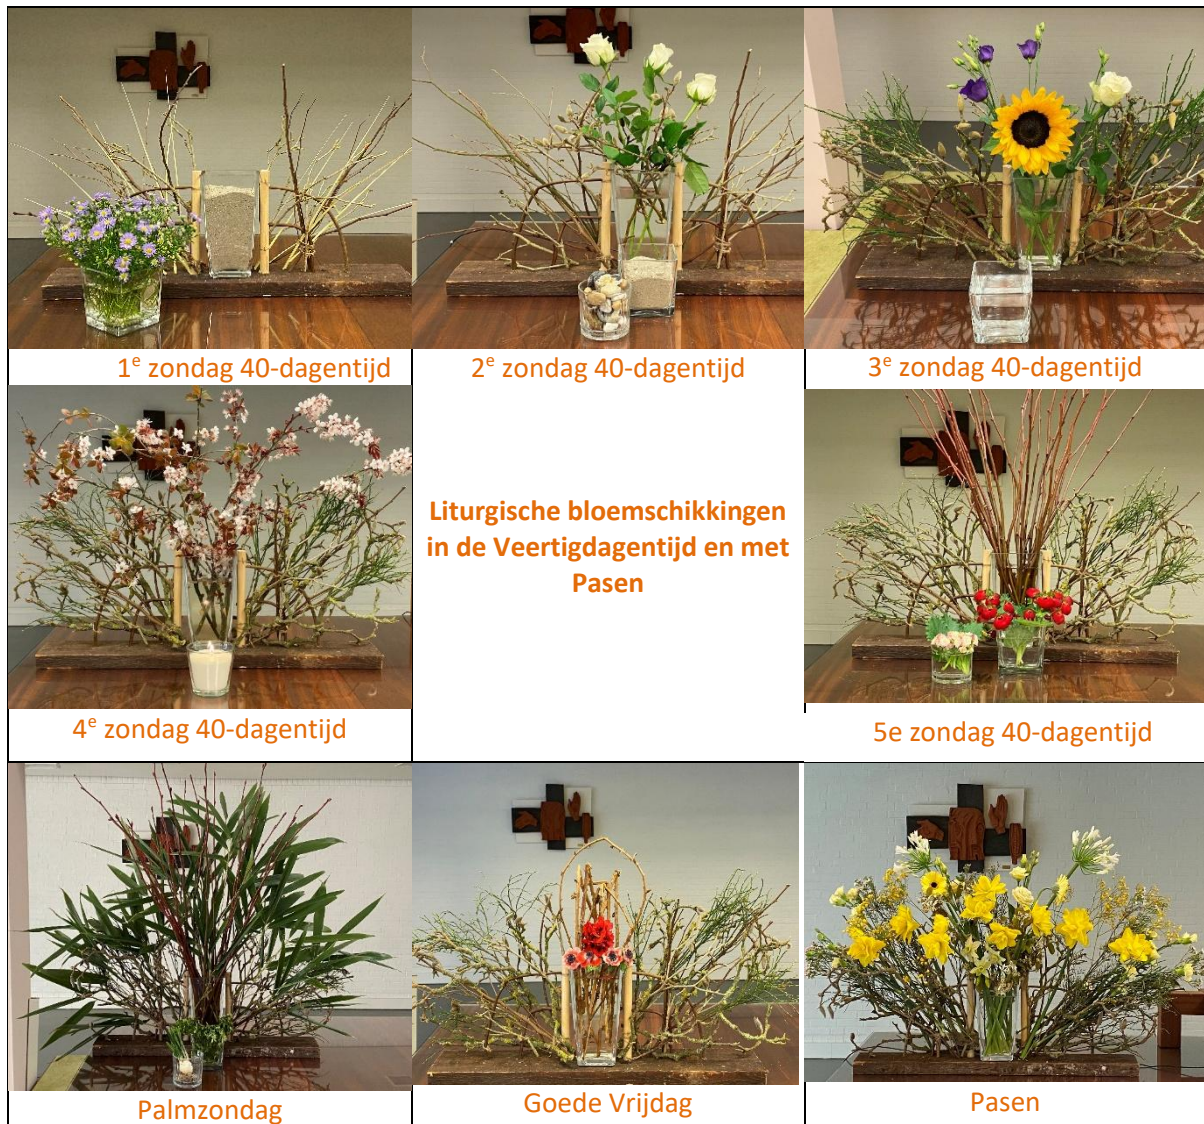 1e zondag 40-dagentijd
2e zondag 40-dagentijd
3e zondag 40-dagentijd
4e zondag 40-dagentijd
Liturgische bloemschikkingen
in de Veertigdagentijd en met
Pasen
5e zondag 40-dagentijd
Palmzondag
Goede Vrijdag
Pasen